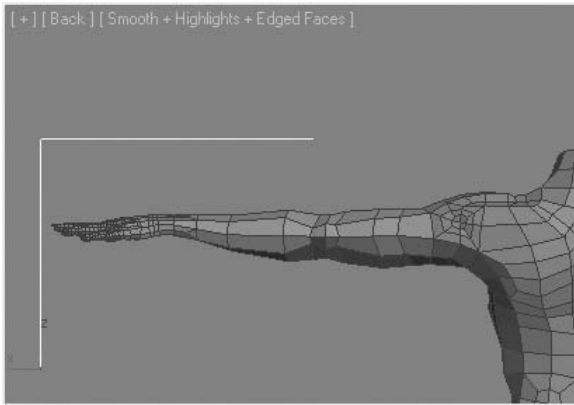 [ + ] [ Back ] [ Smooth + Highlights + Edged Faces ]
z